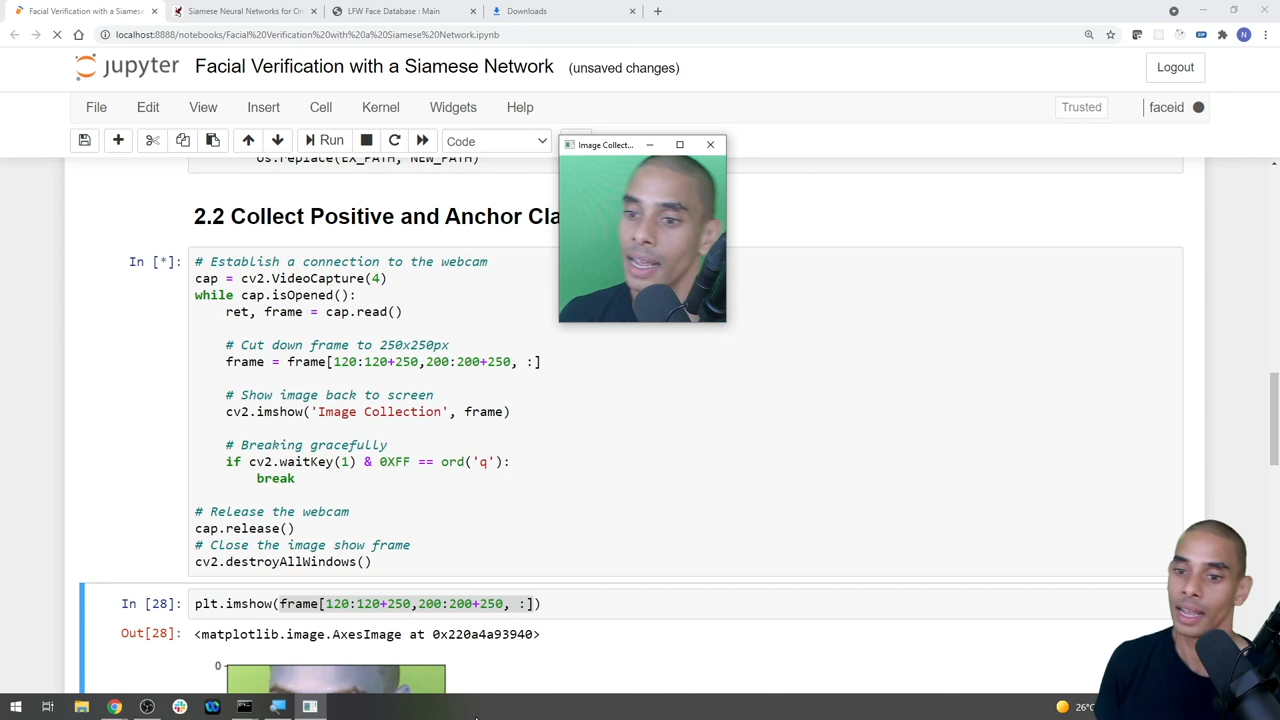 Facial Verification with a Siamese
Siamese Neural Networks for On
LFW Face Database : Main
Downloads
localhost:8888/notebooks/Facial%20Verification%20with%20a%20Siamese%20Network.ipynb
N
jupyter
Facial Verification with a Siamese Network
(unsaved changes)
Logout
File
Edit
View
Insert
Cell
Kernel
Widgets
Help
Trusted
faceid
Run
Code
Image Collect...
os.replace(EX_PATH, NEW_PATH)
2.2 Collect Positive and Anchor Cla
In [*]:
# Establish a connection to the webcam
cap = cv2.VideoCapture(4)
while cap.isOpened():
ret, frame = cap.read()
# Cut down frame to 250x250px
frame = frame[120:120+250,200:200+250, :]
# Show image back to screen
cv2.imshow('Image Collection', frame)
# Breaking gracefully
if cv2.waitKey(1) & 0XFF == ord('q'):
break
# Release the webcam
cap.release()
# Close the image show frame
cv2.destroyAllWindows()
In [28]:
plt.imshow(frame[120:120+250,200:200+250, :])
Out[28]:
<matplotlib.image.AxesImage at 0x220a4a93940>
0
26°C